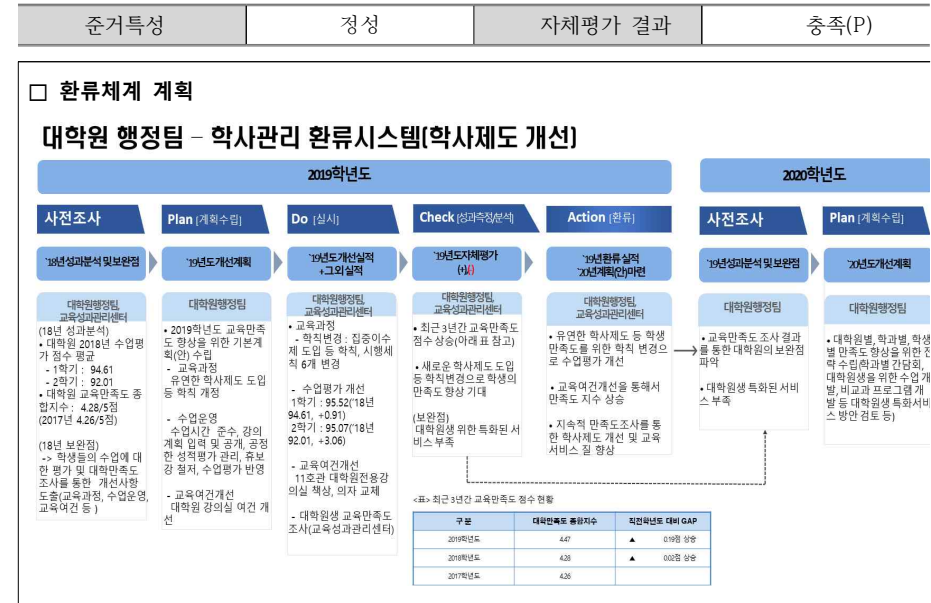 준거특성 정성 자체평가 결과 충족(P)
□ 환류체계 계획
대학원 행정팀 – 학사관리 환류시스템(학사제도 개선)
2019학년도
2020학년도
사전조사
Plan [계획수립]
Do [실시]
Check [성과측정/분석]
Action [환류]
사전조사
Plan [계획수립]
'18년성과분석 및 보완점
'19년도개선계획
'19년도개선실적
+그외실적
'19년도자체평가
(+),(-)
'19년환류 실적
'20년계획(안)마련
'19년성과분석 및 보완점
'20년도개선계획
대학원행정팀,
교육성과관리센터
(18년 성과분석)
• 대학원 2018년 수업평
가 점수 평균
- 1학기 : 94.61
- 2학기 : 92.01
• 대학원 교육만족도 종
합지수 : 4.28/5점
(2017년 4.26/5점)
(18년 보완점)
-> 학생들의 수업에 대
한 평가 및 대학만족도
조사를 통한 개선사항
도출(교육과정, 수업운영,
교육여건 등 )
대학원행정팀
• 2019학년도 교육만족
도 향상을 위한 기본계
획(안) 수립
- 교육과정
유연한 학사제도 도입
등 학칙 개정
- 수업운영
수업시간 준수, 강의
계획 입력 및 공개, 공정
한 성적평가 관리, 휴보
강 철저, 수업평가 반영
- 교육여건개선
대학원 강의실 여건 개
선
대학원행정팀,
교육성과관리센터
• 교육과정
- 학칙변경 : 집중이수
제 도입 등 학칙, 시행세
칙 6개 변경
- 수업평가 개선
1학기 : 95.52('18년
94.61, +0.91)
2학기 : 95.07('18년
92.01, +3.06)
- 교육여건개선
11호관 대학원전용강
의실 책상, 의자 교체
- 대학원생 교육만족도
조사(교육성과관리센터)
대학원행정팀,
교육성과관리센터
• 최근 3년간 교육만족도
점수 상승(아래 표 참고)
• 새로운 학사제도 도입
등 학칙변경으로 학생의
만족도 향상 기대
(보완점)
대학원생 위한 특화된 서
비스 부족
대학원행정팀,
교육성과관리센터
• 유연한 학사제도 등 학생
만족도를 위한 학칙 변경으
로 수업평가 개선
• 교육여건개선을 통해서
만족도 지수 상승
• 지속적 만족도조사를 통
한 학사제도 개선 및 교육
서비스 질 향상
대학원행정팀
• 교육만족도 조사 결과
를 통한 대학원의 보완점
파악
• 대학원생 특화된 서비
스 부족
대학원행정팀
• 대학원별, 학과별, 학생
별 만족도 향상을 위한 전
략 수립(학과별 간담회,
대학원생을 위한 수업 개
발, 비교과 프로그램 개
발 등 대학원생 특화서비
스 방안 검토 등)
<표> 최근 3년간 교육만족도 점수 현황
구 분 대학만족도 종합지수 직전학년도 대비 GAP
2019학년도 4.47 ▲ 0.19점 상승
2018학년도 4.28 ▲ 0.02점 상승
2017학년도 4.26